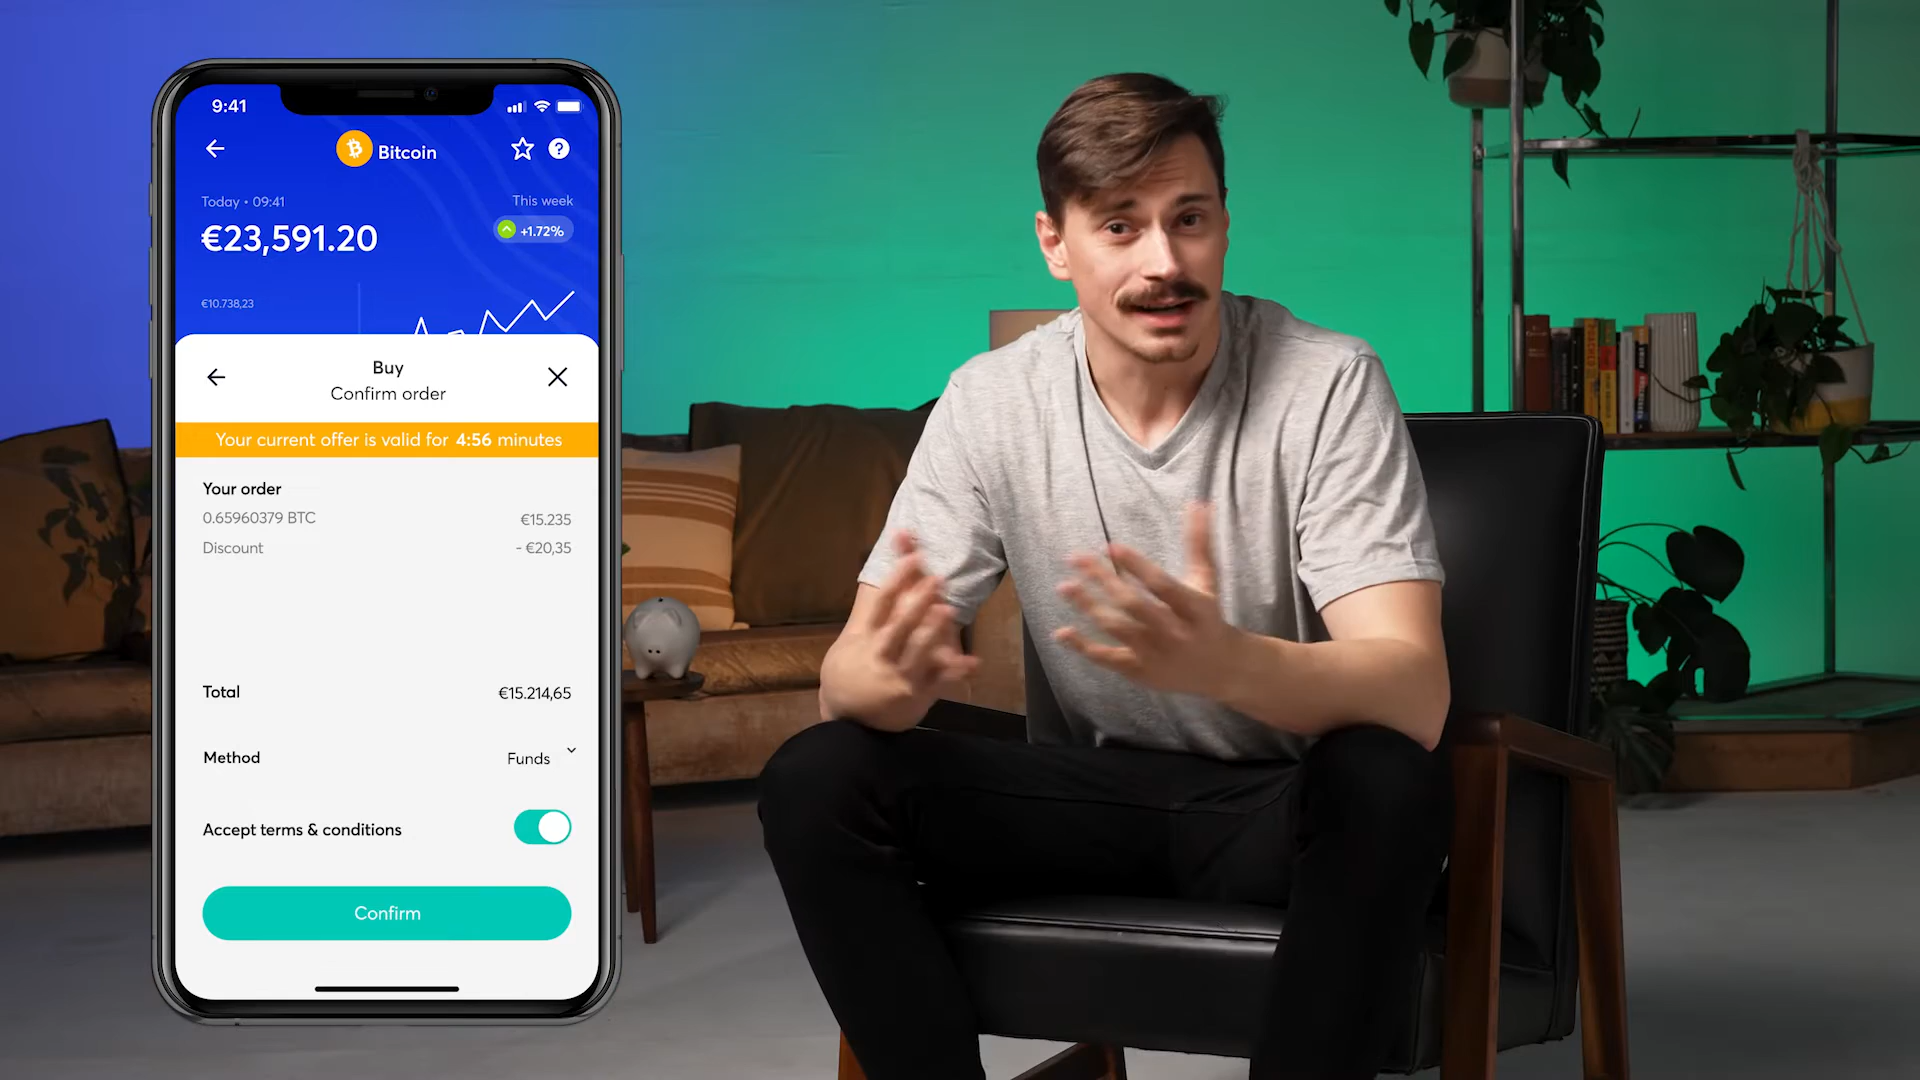 9:41
Bitcoin
Today • 09:41
This week
€23,591.20
+1.72%
€10.738,23
Buy
Confirm order
Your current offer is valid for 4:56 minutes
Your order
0.65960379 BTC
€15.235
Discount
- €20,35
Total
€15.214,65
Method
Funds
Accept terms & conditions
Confirm